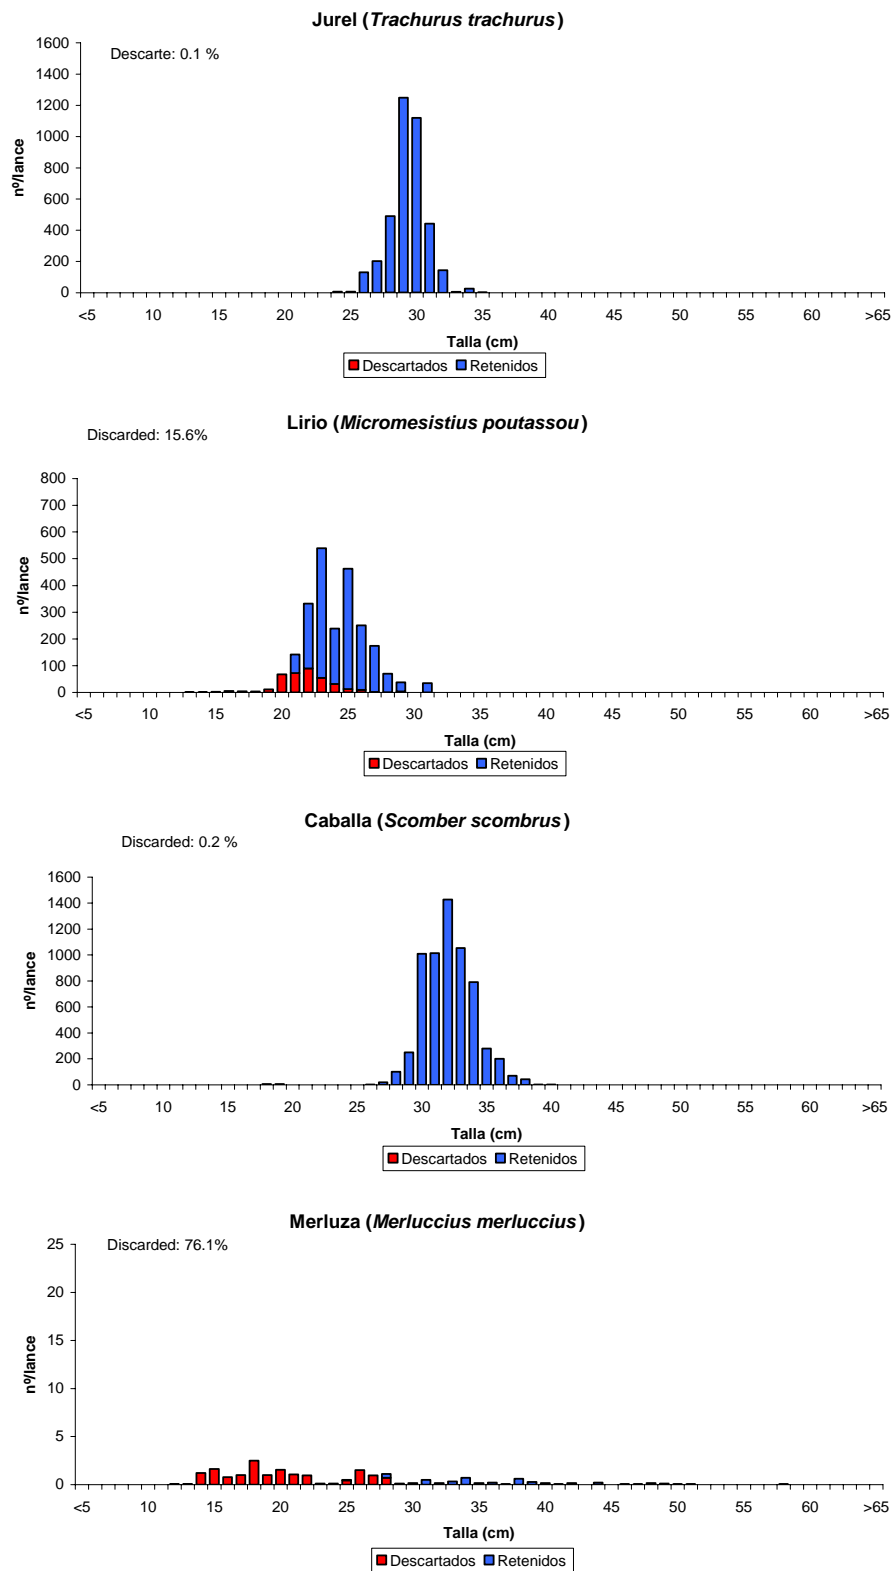 Jurel (Trachurus trachurus)
Descarte: 0.1 %
1600
1400
1200
1000
800
600
400
200
0
nº/lance
<5 10 15 20 25 30 35 40 45 50 55 60 >65
Talla (cm)
Descartados Retenidos
Lirio (Micromesistius poutassou)
Discarded: 15.6%
800
700
600
500
400
300
200
100
0
nº/lance
<5 10 15 20 25 30 35 40 45 50 55 60 >65
Talla (cm)
Descartados Retenidos
Caballa (Scomber scombrus)
Discarded: 0.2 %
1600
1400
1200
1000
800
600
400
200
0
nº/lance
<5 10 15 20 25 30 35 40 45 50 55 60 >65
Talla (cm)
Descartados Retenidos
Merluza (Merluccius merluccius)
Discarded: 76.1%
25
20
15
10
5
0
nº/lance
<5 10 15 20 25 30 35 40 45 50 55 60 >65
Talla (cm)
Descartados Retenidos